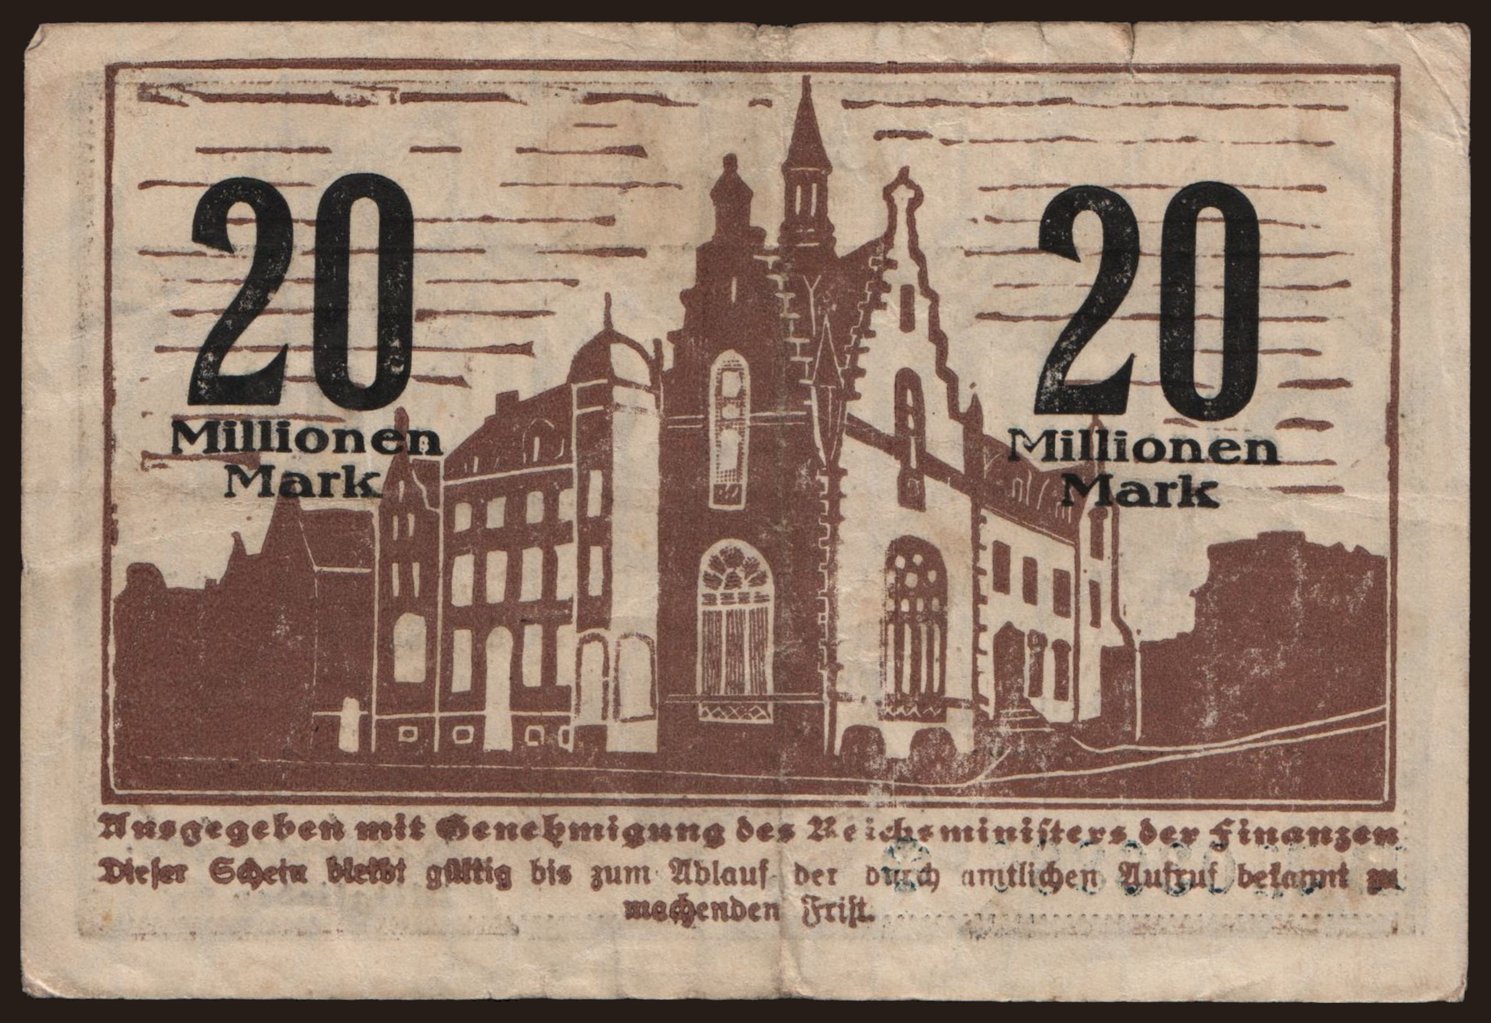 20 20
Millionen Mark
Millionen Mark
Ausgegeben mit Genehmigung des Reichsministers der Finanzen
Dieser Schein bleibt gültig bis zum Ablauf der durch amtlichen Aufruf bekannt zu
machenden Frist.